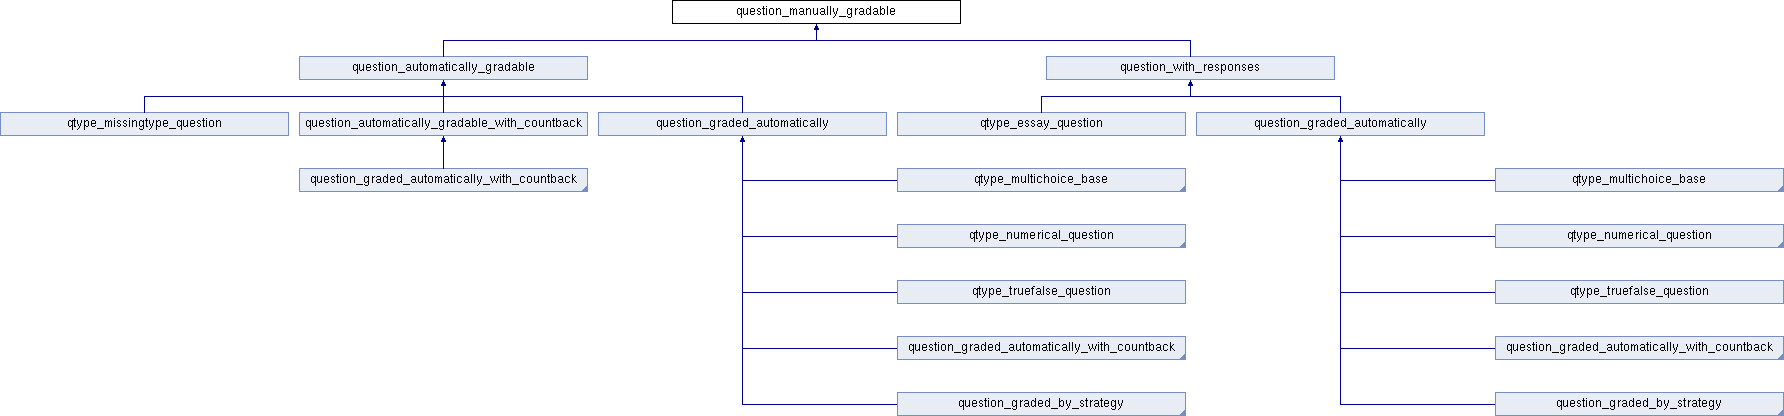 question_manually_gradable
question_automatically_gradable
question_with_responses
qtype_missingtype_question
question_automatically_gradable_with_countback
question_graded_automatically
qtype_essay_question
question_graded_automatically
question_graded_automatically_with_countback
qtype_multichoice_base
qtype_multichoice_base
qtype_numerical_question
qtype_numerical_question
qtype_truefalse_question
qtype_truefalse_question
question_graded_automatically_with_countback
question_graded_automatically_with_countback
question_graded_by_strategy
question_graded_by_strategy